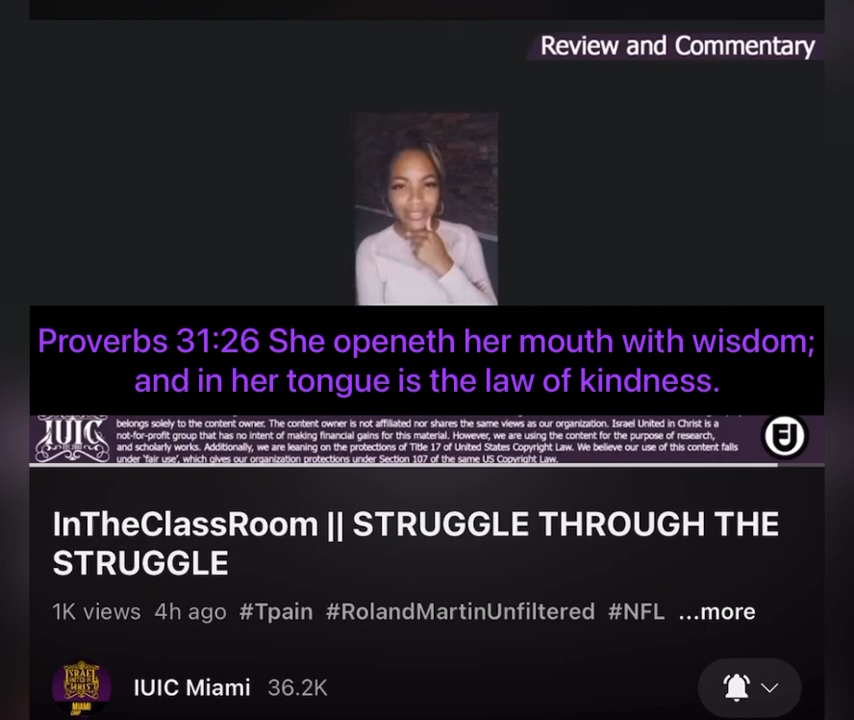 Review and Commentary
Proverbs 31:26 She openeth her mouth with wisdom;
and in her tongue is the law of kindness.
IUIC
belongs solely to the content owner. The content owner is not affiliated nor shares the same views as our organization. Israel United in Christ is a
not-for-profit group that has no intent of making financial gains for this material. However, we are using the content for the purpose of research,
and scholarly works. Additionally, we are leaning on the protections of Title 17 of United States Copyright Law. We believe our use of this content falls
under 'fair use', which gives our organization protections under Section 107 of the same US Copyright Law.
InTheClassRoom || STRUGGLE THROUGH THE
STRUGGLE
1K views 4h ago #Tpain #RolandMartinUnfiltered #NFL ...more
ISRAEL
UNITED IN
CHRIST
MIAMI
IUIC Miami 36.2K